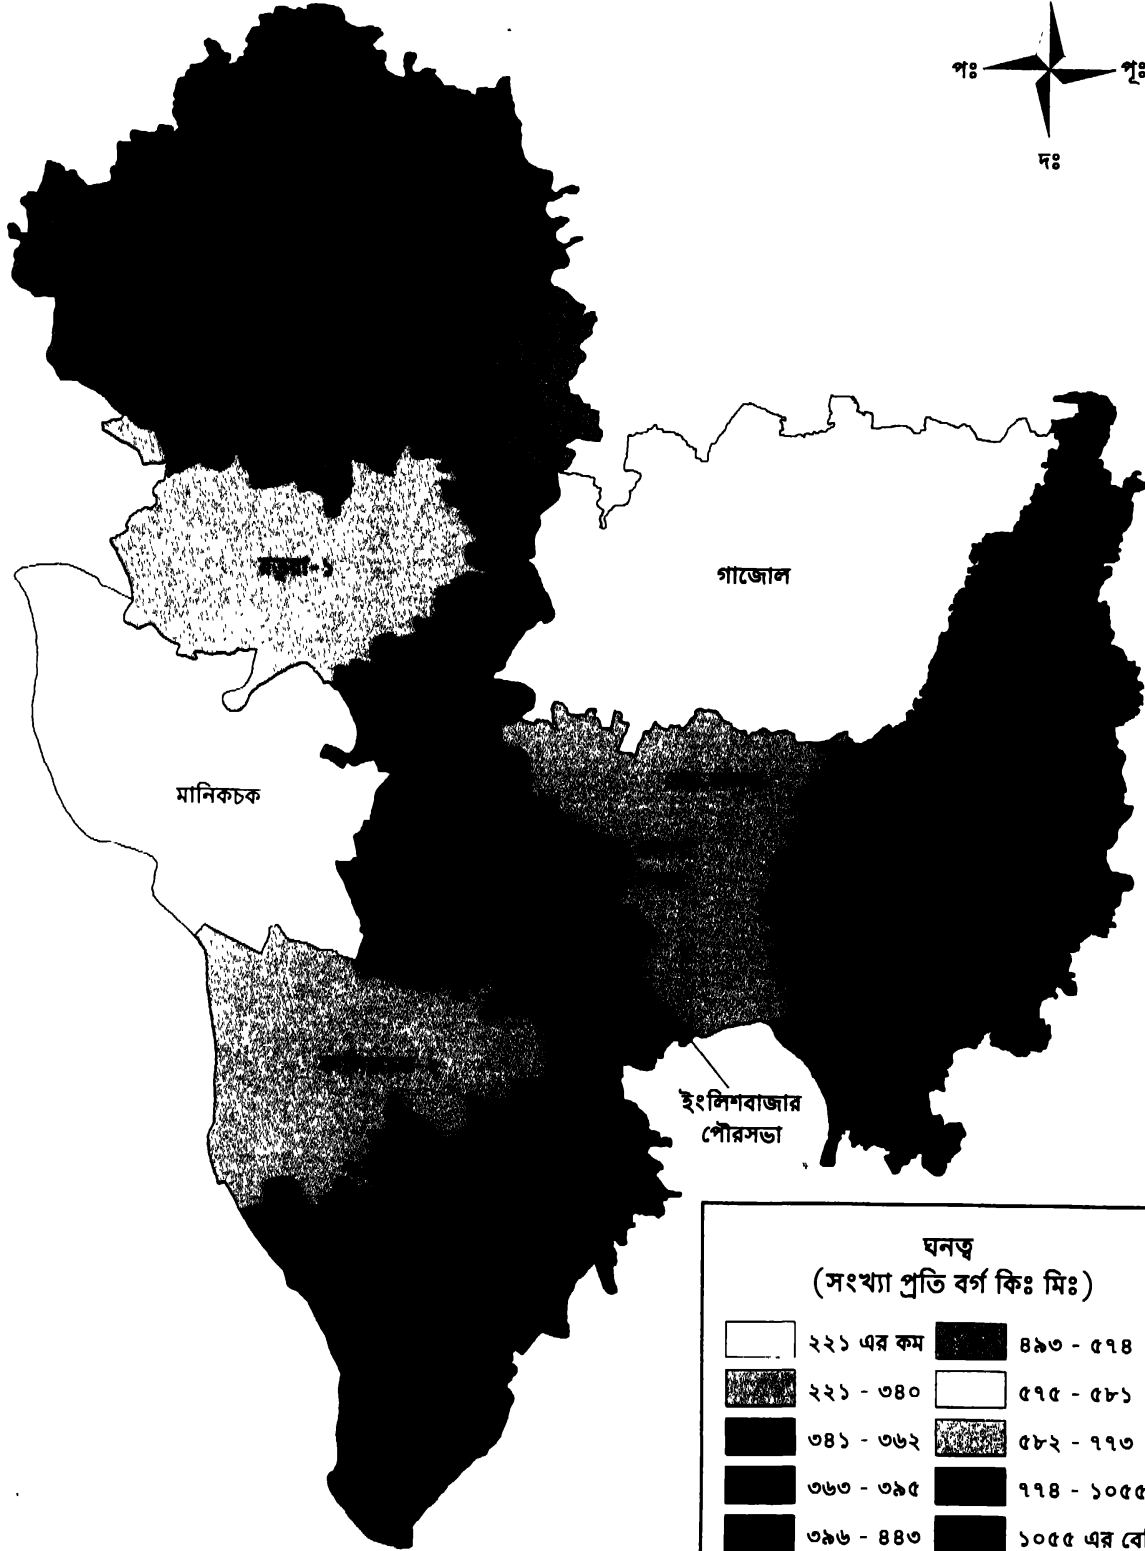 পঃ
পূঃ
দঃ
গাজোল
মানিকচক
ইংলিশবাজার
পৌরসভা
ঘনত্ব
(সংখ্যা প্রতি বর্গ কিঃ মিঃ)
২২১ এর কম
৪৯৩ - ৫৭৪
২২১ - ৩৪০
৫৭৫ - ৫৮১
৩৪১ - ৩৬২
৫৮২ - ৭৭৩
৩৬৩ - ৩৯৫
৭৭৪ - ১০৫৫
৩৯৬ - ৪৪৩
১০৫৫ এর